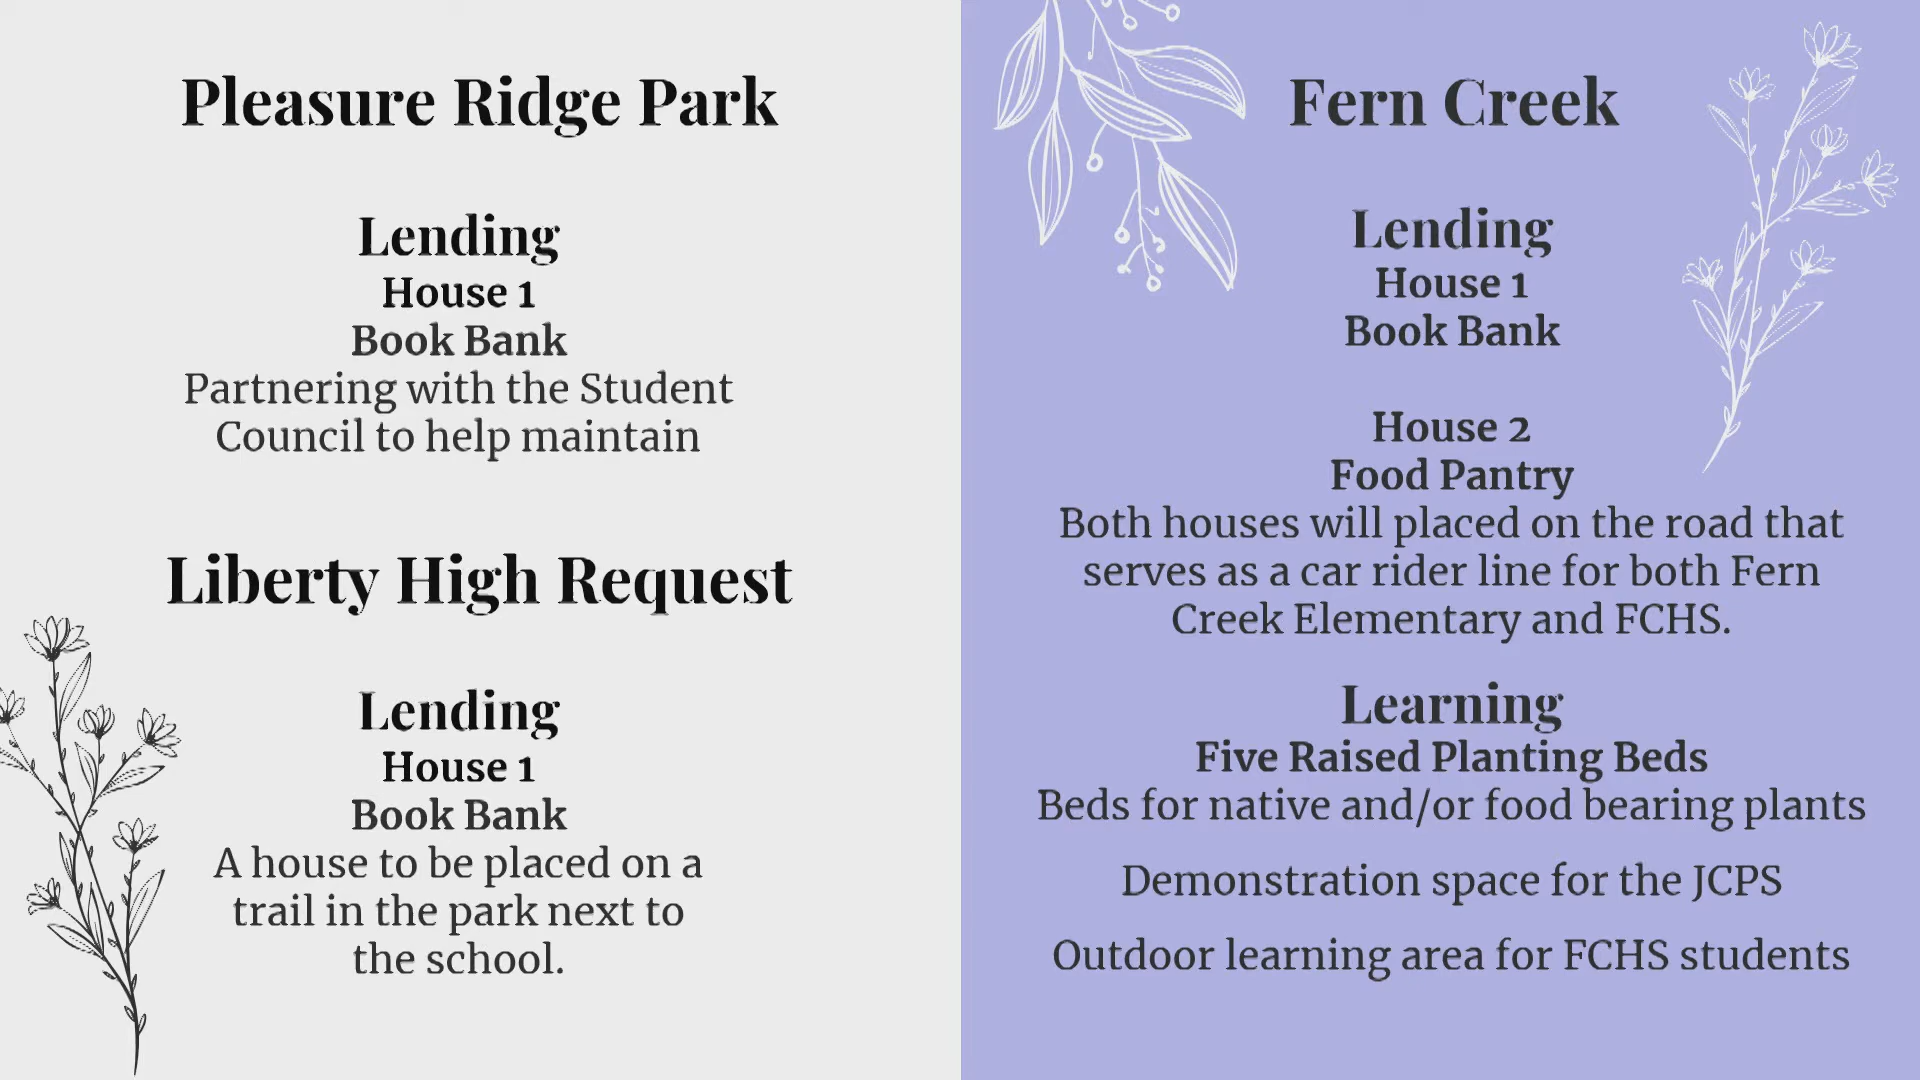 Pleasure Ridge Park
Lending
House 1
Book Bank
Partnering with the Student
Council to help maintain
Liberty High Request
Lending
House 1
Book Bank
A house to be placed on a
trail in the park next to
the school.
Fern Creek
Lending
House 1
Book Bank
House 2
Food Pantry
Both houses will placed on the road that
serves as a car rider line for both Fern
Creek Elementary and FCHS.
Learning
Five Raised Planting Beds
Beds for native and/or food bearing plants
Demonstration space for the JCPS
Outdoor learning area for FCHS students